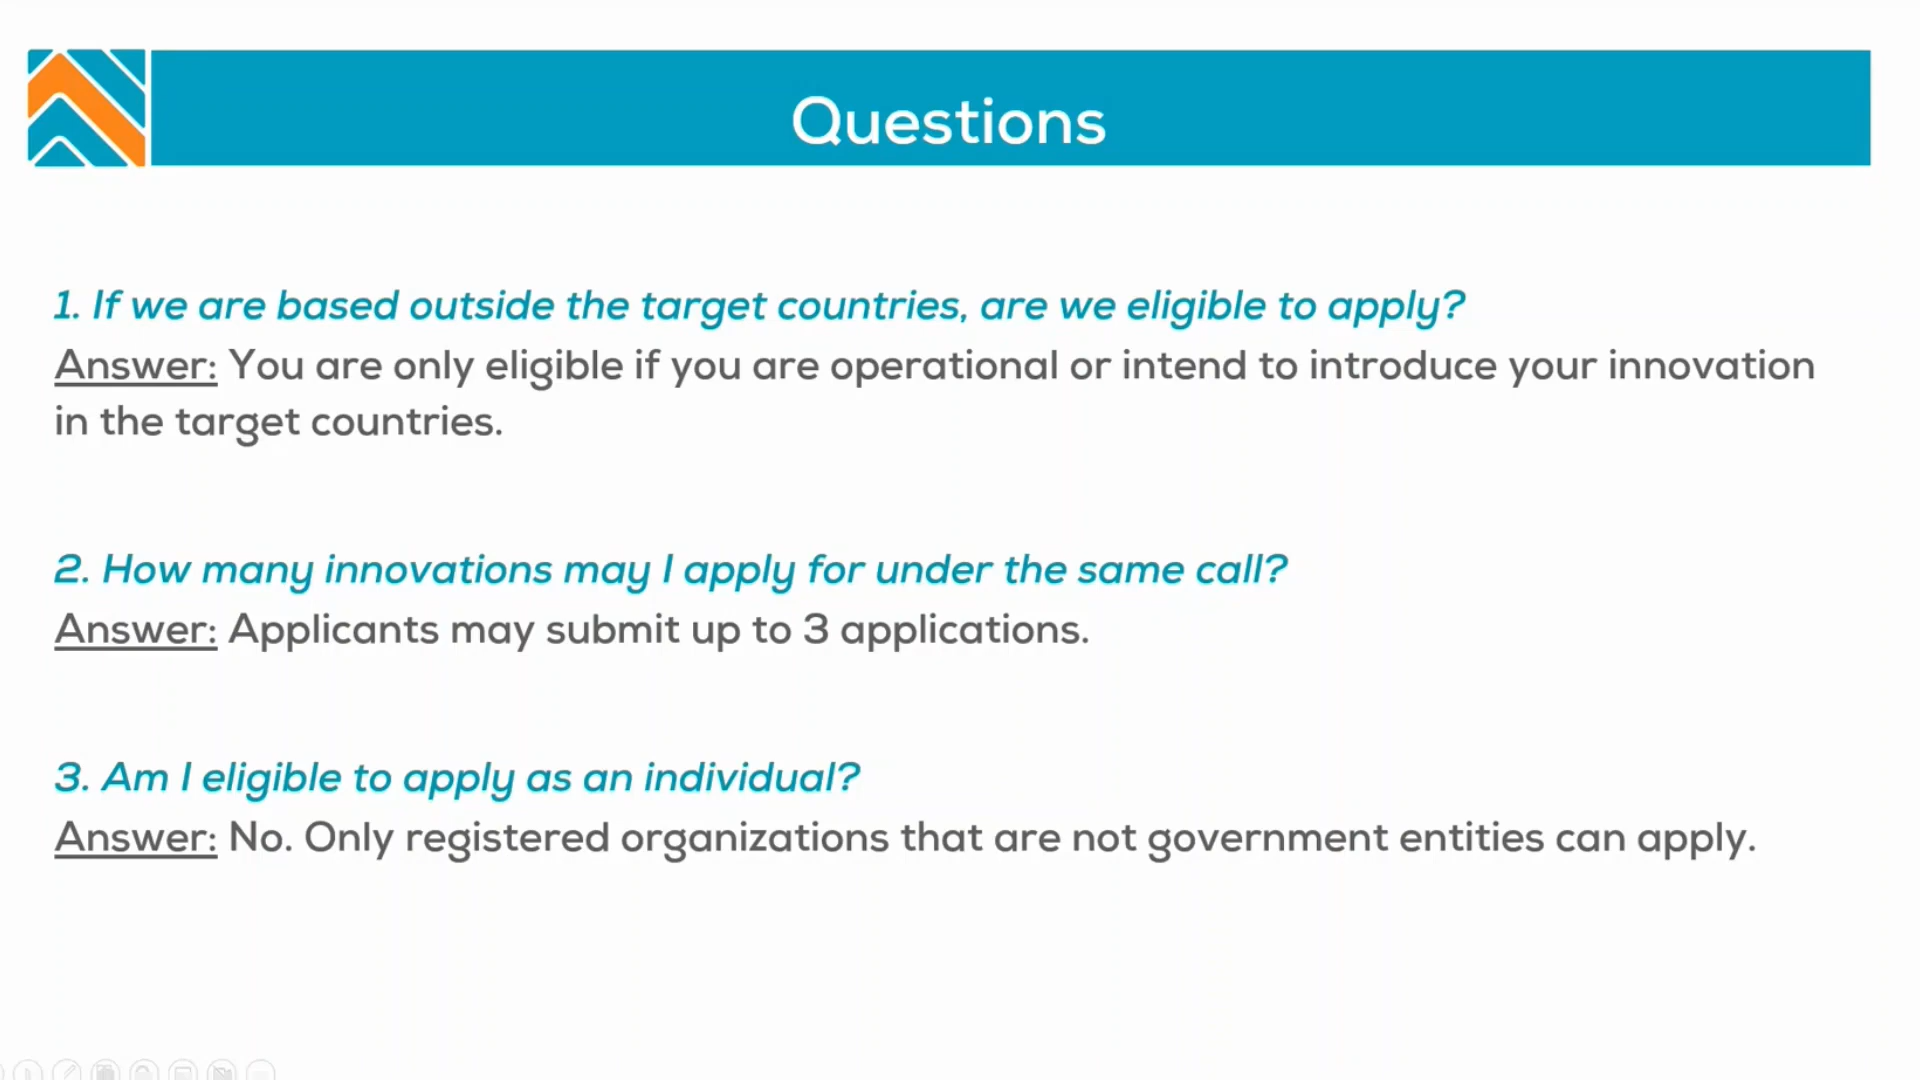 Questions
1. If we are based outside the target countries, are we eligible to apply?
Answer: You are only eligible if you are operational or intend to introduce your innovation
in the target countries.
2. How many innovations may I apply for under the same call?
Answer: Applicants may submit up to 3 applications.
3. Am I eligible to apply as an individual?
Answer: No. Only registered organizations that are not government entities can apply.